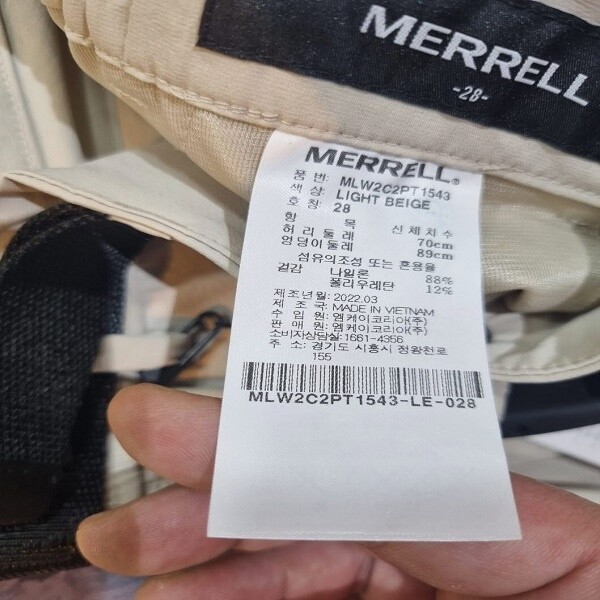 MERRELL
-28-
MERRELL®
품 번: MLW2C2PT1543
색 상: LIGHT BEIGE
호 칭: 28
항 목 신체치수
허리둘레 70cm
엉덩이둘레 89cm
섬유의조성 또는 혼용율
겉감 나일론 88%
폴리우레탄 12%
제조년월: 2022.03
제 조 국: MADE IN VIETNAM
수 입 원: 엠케이코리아(주)
판 매 원: 엠케이코리아(주)
소비자상담실: 1661-4356
주 소: 경기도 시흥시 정왕천로
155
MLW2C2PT1543-LE-028